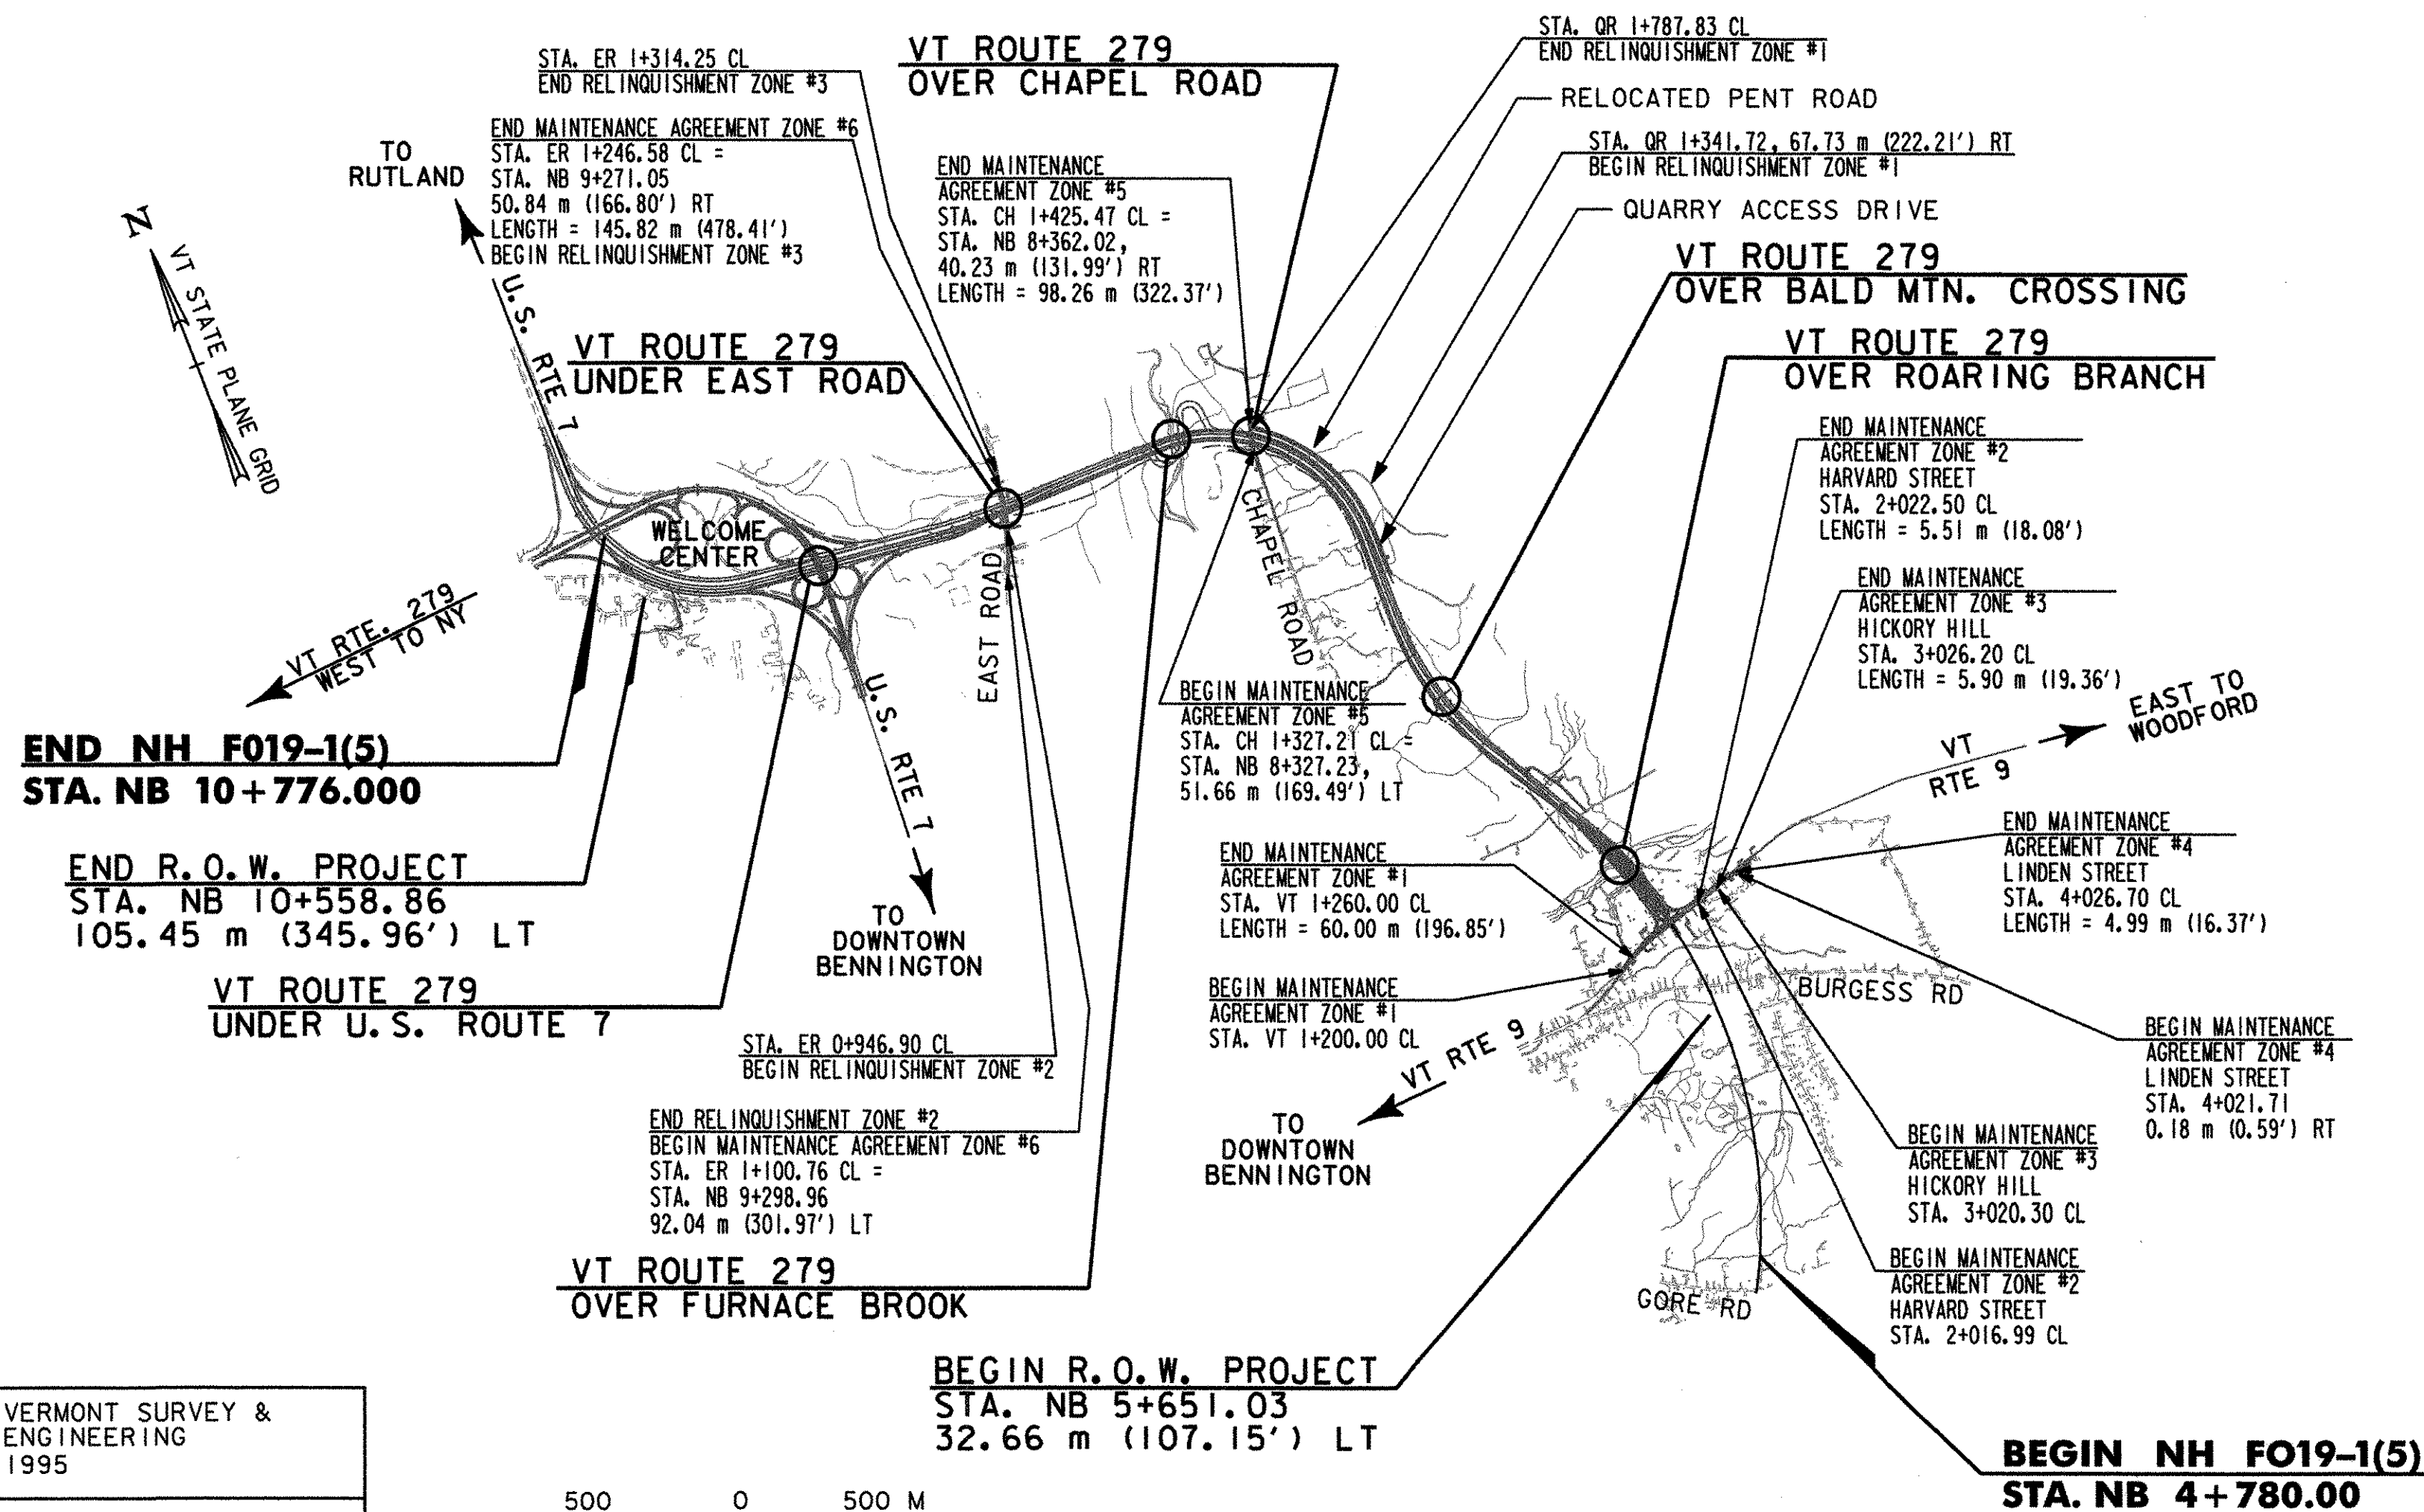 STA. QR 1+787.83 CL
END RELINQUISHMENT ZONE #1
STA. ER 1+314.25 CL
END RELINQUISHMENT ZONE #3
VT ROUTE 279
OVER CHAPEL ROAD
RELOCATED PENT ROAD
END MAINTENANCE AGREEMENT ZONE #6
STA. ER 1+246.58 CL =
STA. NB 9+271.05
50.84 m (166.80') RT
LENGTH = 145.82 m (478.41')
BEGIN RELINQUISHMENT ZONE #3
TO
RUTLAND
END MAINTENANCE
AGREEMENT ZONE #5
STA. CH 1+425.47 CL =
STA. NB 8+362.02,
40.23 m (131.99') RT
LENGTH = 98.26 m (322.37')
STA. QR 1+341.72, 67.73 m (222.21') RT
BEGIN RELINQUISHMENT ZONE #1
QUARRY ACCESS DRIVE
VT ROUTE 279
OVER BALD MTN. CROSSING
N
VT STATE PLANE GRID
U.S. RTE 7
VT ROUTE 279
UNDER EAST ROAD
VT ROUTE 279
OVER ROARING BRANCH
END MAINTENANCE
AGREEMENT ZONE #2
HARVARD STREET
STA. 2+022.50 CL
LENGTH = 5.51 m (18.08')
WELCOME
CENTER
CHAPEL ROAD
EAST ROAD
END MAINTENANCE
AGREEMENT ZONE #3
HICKORY HILL
STA. 3+026.20 CL
LENGTH = 5.90 m (19.36')
VT RTE. 279
WEST TO NY
U.S. RTE 7
BEGIN MAINTENANCE
AGREEMENT ZONE #5
STA. CH 1+327.21 CL =
STA. NB 8+327.23,
51.66 m (169.49') LT
EAST TO
WOODFORD
VT
RTE 9
END NH F019-1(5)
STA. NB 10+776.000
END R.O.W. PROJECT
STA. NB 10+558.86
105.45 m (345.96') LT
END MAINTENANCE
AGREEMENT ZONE #1
STA. VT 1+260.00 CL
LENGTH = 60.00 m (196.85')
END MAINTENANCE
AGREEMENT ZONE #4
LINDEN STREET
STA. 4+026.70 CL
LENGTH = 4.99 m (16.37')
TO
DOWNTOWN
BENNINGTON
VT ROUTE 279
UNDER U.S. ROUTE 7
BEGIN MAINTENANCE
AGREEMENT ZONE #1
STA. VT 1+200.00 CL
BURGESS RD
STA. ER 0+946.90 CL
BEGIN RELINQUISHMENT ZONE #2
VT RTE 9
BEGIN MAINTENANCE
AGREEMENT ZONE #4
LINDEN STREET
STA. 4+021.71
0.18 m (0.59') RT
END RELINQUISHMENT ZONE #2
BEGIN MAINTENANCE AGREEMENT ZONE #6
STA. ER 1+100.76 CL =
STA. NB 9+298.96
92.04 m (301.97') LT
TO
DOWNTOWN
BENNINGTON
BEGIN MAINTENANCE
AGREEMENT ZONE #3
HICKORY HILL
STA. 3+020.30 CL
VT ROUTE 279
OVER FURNACE BROOK
BEGIN MAINTENANCE
AGREEMENT ZONE #2
HARVARD STREET
STA. 2+016.99 CL
GORE RD
BEGIN R.O.W. PROJECT
STA. NB 5+651.03
32.66 m (107.15') LT
VERMONT SURVEY &
ENGINEERING
1995
BEGIN NH FO19-1(5)
STA. NB 4+780.00
500 0 500 M